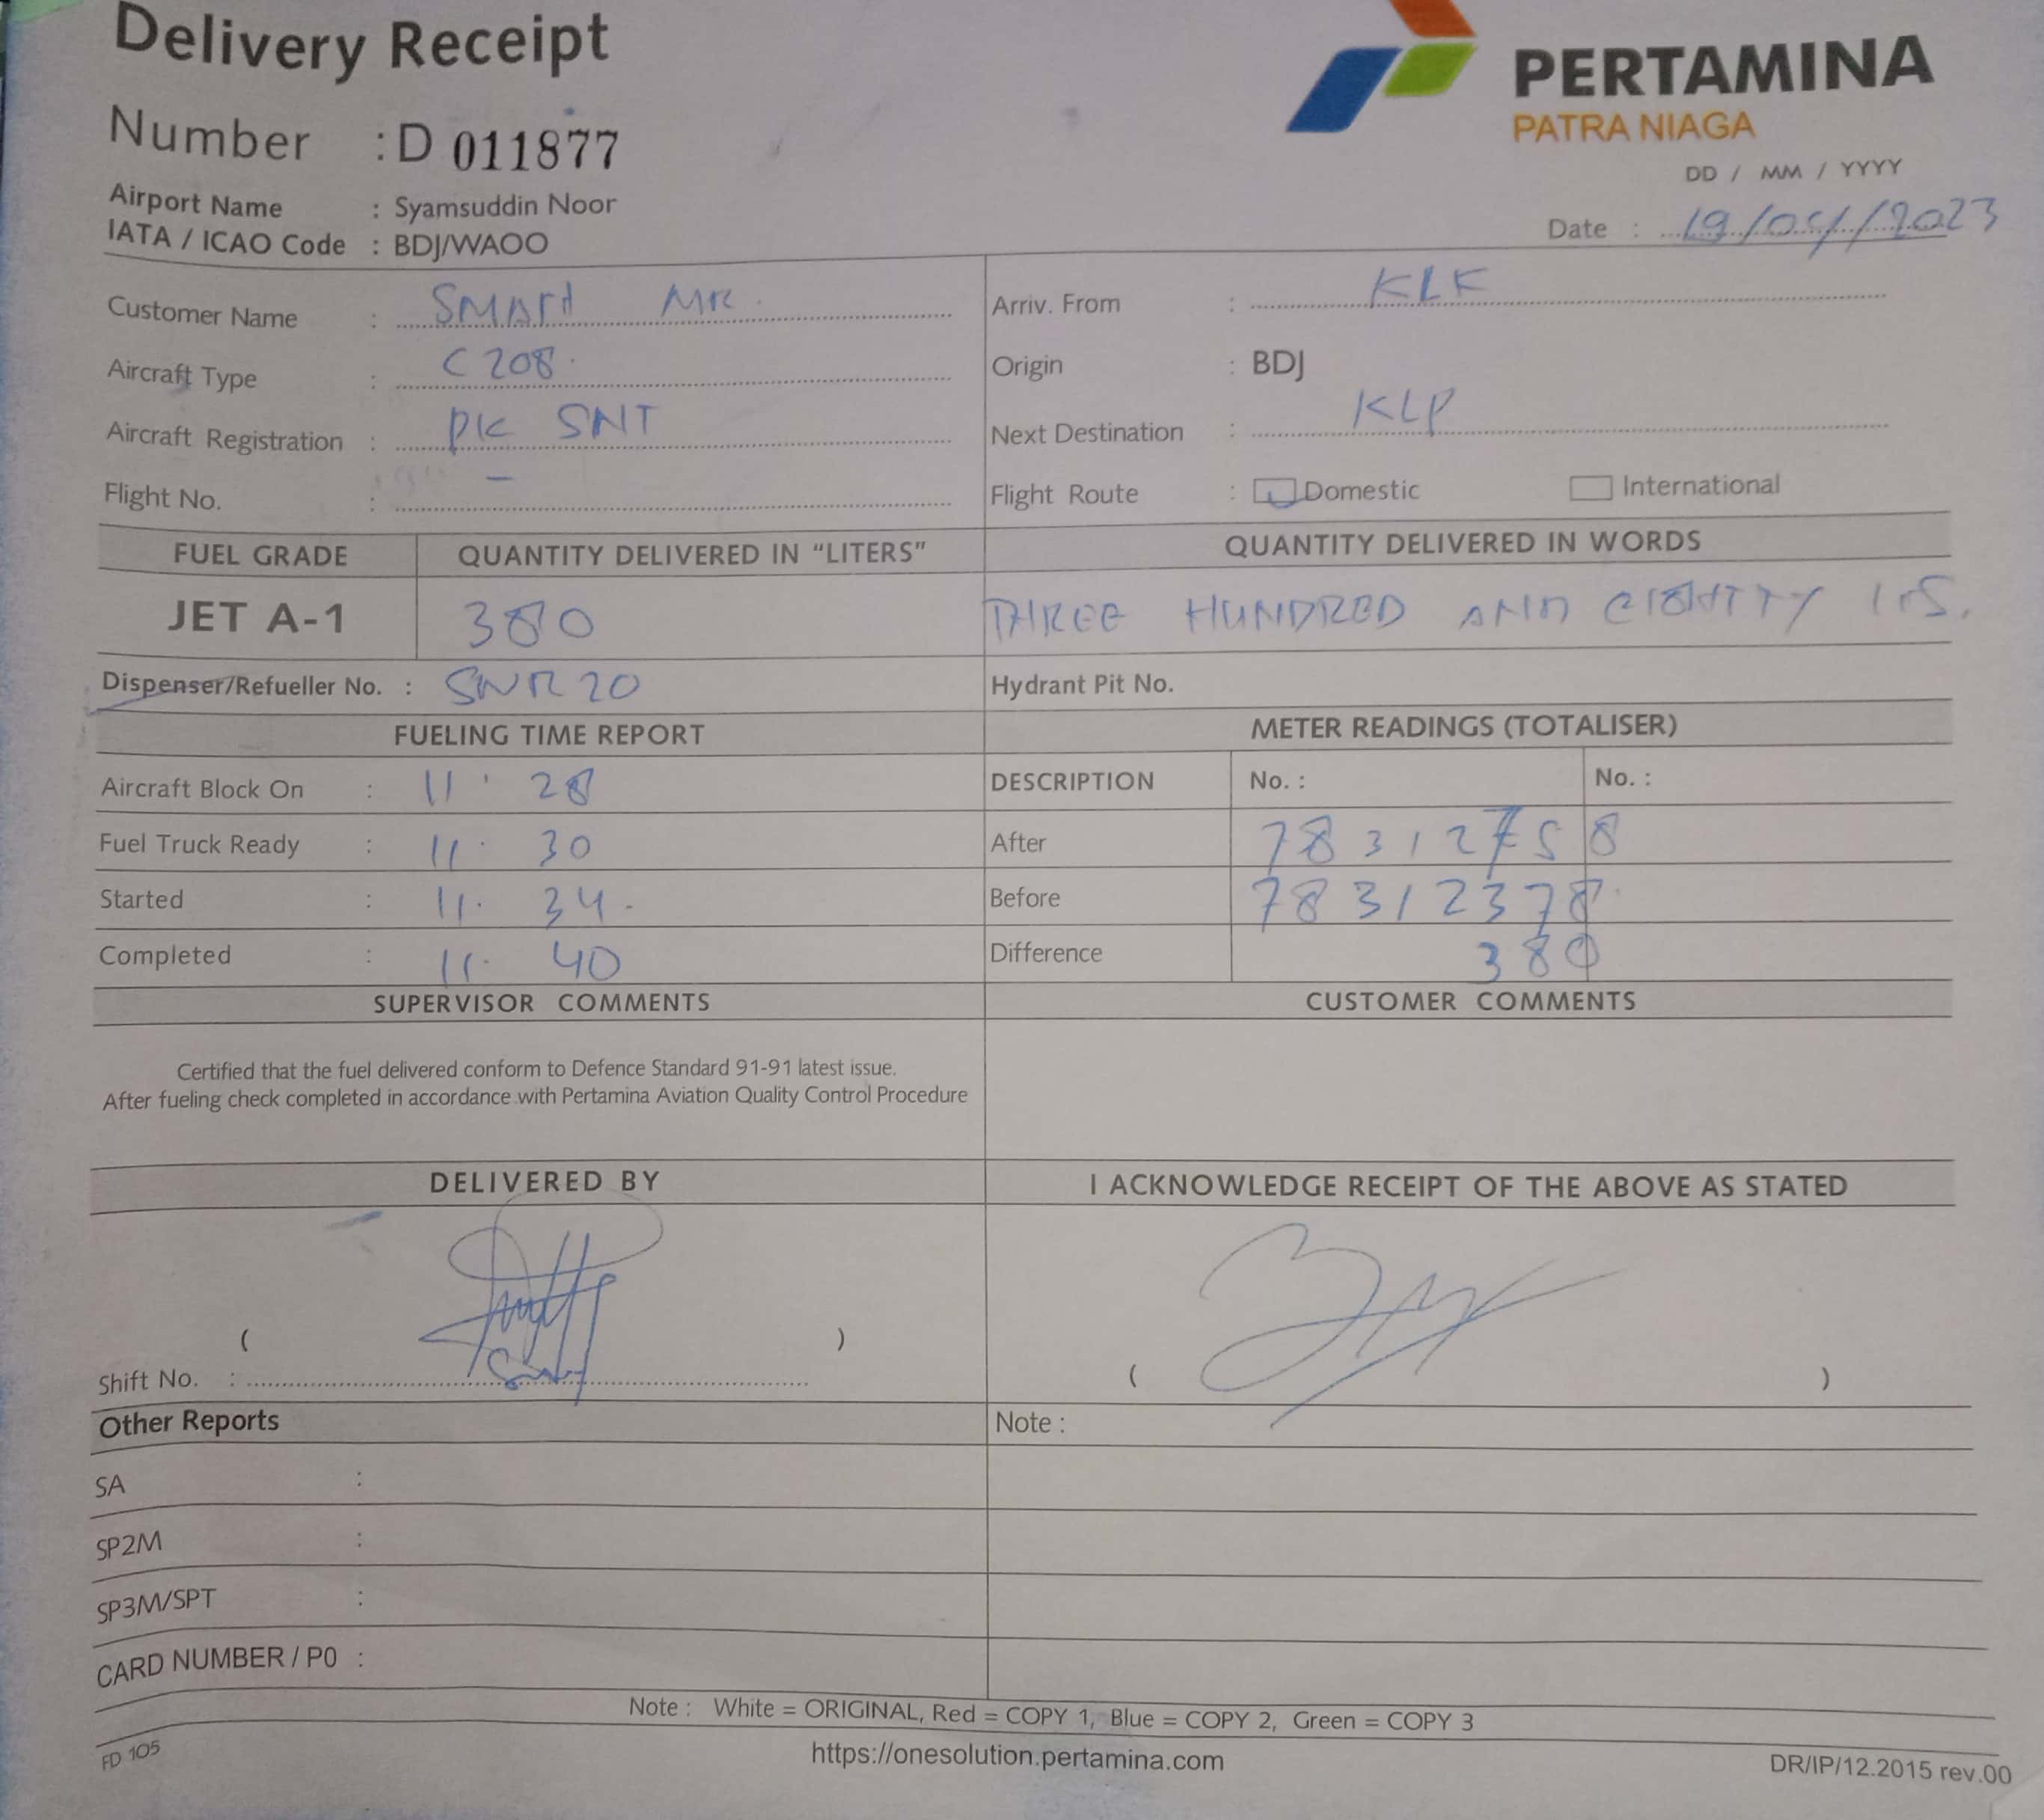 Delivery Receipt
PERTAMINA
PATRA NIAGA
Number : D 011877
DD / MM / YYYY
Airport Name : Syamsuddin Noor
Date : 19/04/2023
IATA / ICAO Code : BDJ/WAOO
Customer Name : SMART
Arriv. From : KLK
Aircraft Type : C 208
Origin : BDJ
Aircraft Registration : PK SNT
Next Destination : KLP
Flight No. : -
Flight Route : Domestic International
FUEL GRADE QUANTITY DELIVERED IN “LITERS” QUANTITY DELIVERED IN WORDS
JET A-1 380 THREE HUNDRED AND EIGHTY
Dispenser/Refueller No. : SNR 20 Hydrant Pit No.
FUELING TIME REPORT METER READINGS (TOTALISER)
Aircraft Block On : 11 . 28 DESCRIPTION No. : No. :
Fuel Truck Ready : 11 . 30 After 78312758
Started : 11 . 34 Before 78312378
Completed : 11 . 40 Difference 380
SUPERVISOR COMMENTS CUSTOMER COMMENTS
Certified that the fuel delivered conform to Defence Standard 91-91 latest issue.
After fueling check completed in accordance with Pertamina Aviation Quality Control Procedure
DELIVERED BY I ACKNOWLEDGE RECEIPT OF THE ABOVE AS STATED
( ) ( )
Shift No. :
Other Reports Note :
SA :
SP2M :
SP3M/SPT :
CARD NUMBER / P0 :
Note : White = ORIGINAL, Red = COPY 1, Blue = COPY 2, Green = COPY 3
FD 105 https://onesolution.pertamina.com DR/IP/12.2015 rev.00